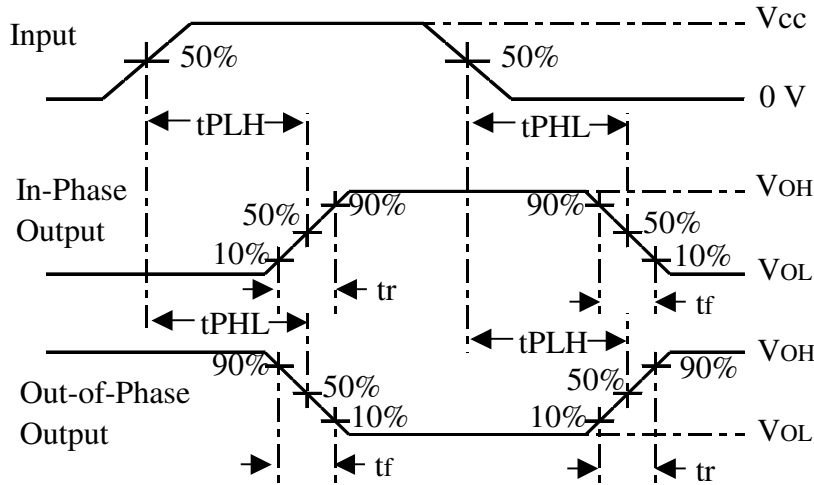 Input
50%
50%
Vcc
0 V
tPLH
tPHL
In-Phase
Output
10%
50%
90%
90%
50%
10%
VOH
VOL
tr
tf
tPHL
tPLH
Out-of-Phase
Output
90%
50%
10%
10%
50%
90%
VOH
VOL
tf
tr